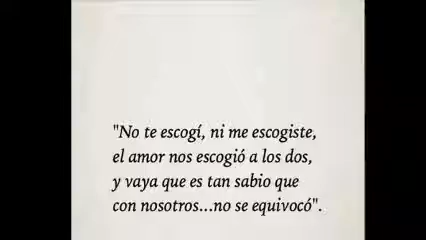 "No te escogí, ni me escogiste,
el amor nos escogió a los dos,
y vaya que es tan sabio que
con nosotros...no se equivocó".